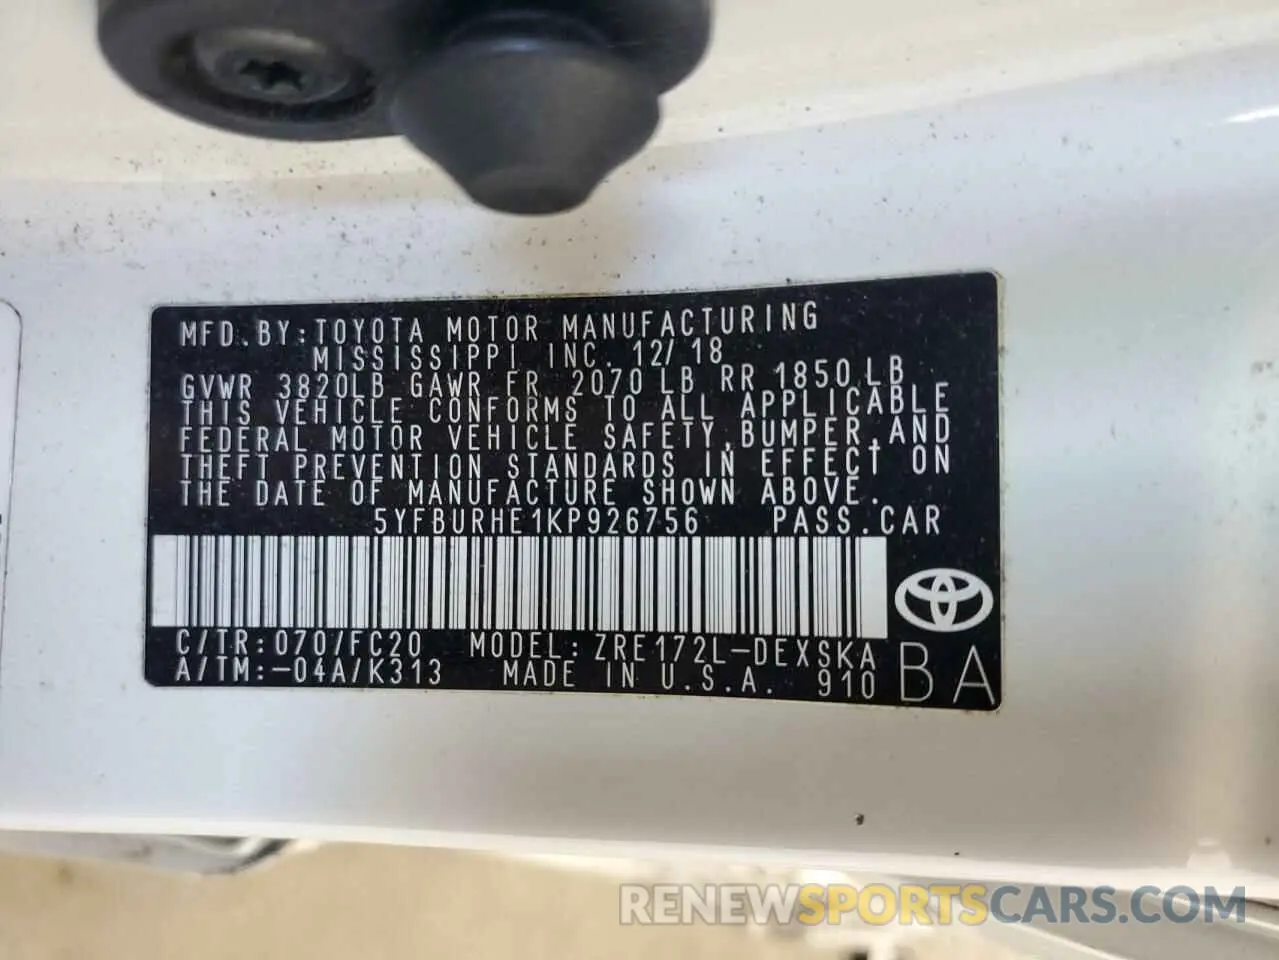 MFD. BY: TOYOTA MOTOR MANUFACTURING
MISSISSIPPI, INC. 12/18
GVWR 3820LB GAWR FR 2070 LB RR 1850 LB
THIS VEHICLE CONFORMS TO ALL APPLICABLE
FEDERAL MOTOR VEHICLE SAFETY, BUMPER, AND
THEFT PREVENTION STANDARDS IN EFFECT ON
THE DATE OF MANUFACTURE SHOWN ABOVE.
5YFBURHE1KP926756 PASS. CAR
C/TR: 070/FC20 MODEL: ZRE172L-DEXSKA
A/TM: -04A/K313 MADE IN U.S.A. 910 BA
RENEWSPORTSCARS.COM